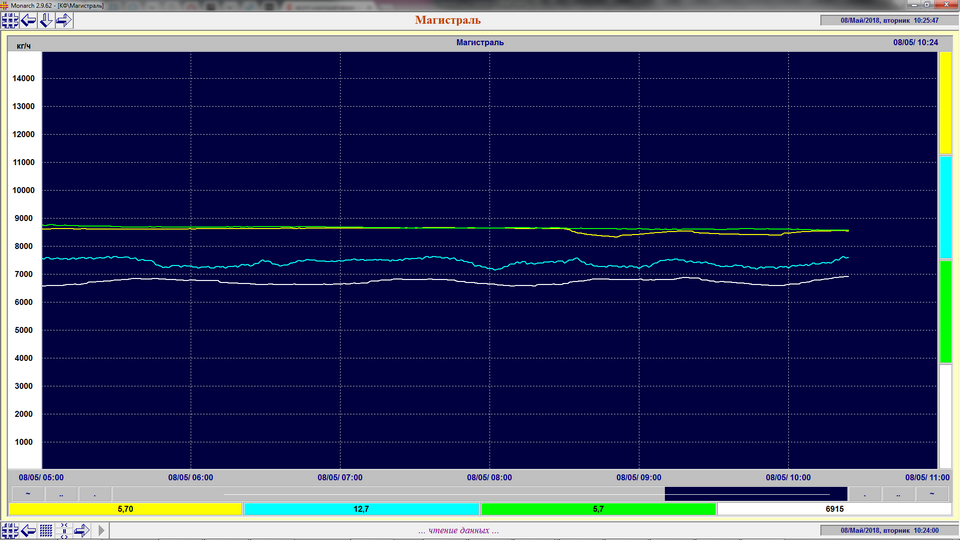 Monarch 2.9.62 - [КФ\Магистраль]
Магистраль
08/Май/2018, вторник 10:25:47
кг/ч
Магистраль
08/05/ 10:24
14000
13000
12000
11000
10000
9000
8000
7000
6000
5000
4000
3000
2000
1000
08/05/ 05:00 08/05/ 06:00 08/05/ 07:00 08/05/ 08:00 08/05/ 09:00 08/05/ 10:00 08/05/ 11:00
~ .. . . .. ~
5,70 12,7 5,7 6915
... чтение данных ...
08/Май/2018, вторник 10:24:00